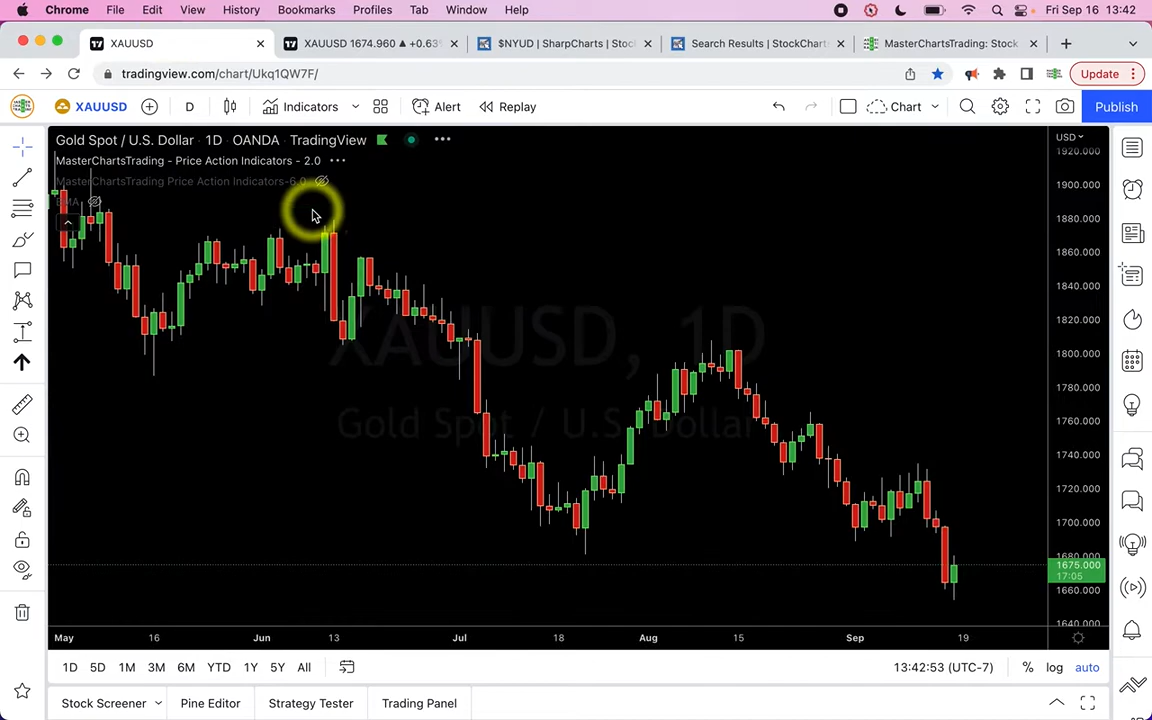 Chrome File Edit View History Bookmarks Profiles Tab Window Help Fri Sep 16 13:42
XAUUSD XAUUSD 1674.960 ▲ +0.63% $NYUD | SharpCharts | Stoc Search Results | StockChart MasterChartsTrading: Stock
tradingview.com/chart/Ukq1QW7F/ Update
XAUUSD D Indicators Alert Replay Chart Publish
Gold Spot / U.S. Dollar · 1D · OANDA · TradingView
USD
MasterChartsTrading - Price Action Indicators - 2.0
MasterChartsTrading Price Action Indicators-6.0
EMA
1920.000
1900.000
1880.000
1860.000
1840.000
1820.000
1800.000
1780.000
1760.000
1740.000
1720.000
1700.000
1680.000
1675.000
17:05
1660.000
1640.000
XAUUSD, 1D
Gold Spot / U.S. Dollar
May 16 Jun 13 Jul 18 Aug 15 Sep 19
1D 5D 1M 3M 6M YTD 1Y 5Y All 13:42:53 (UTC-7) % log auto
Stock Screener Pine Editor Strategy Tester Trading Panel